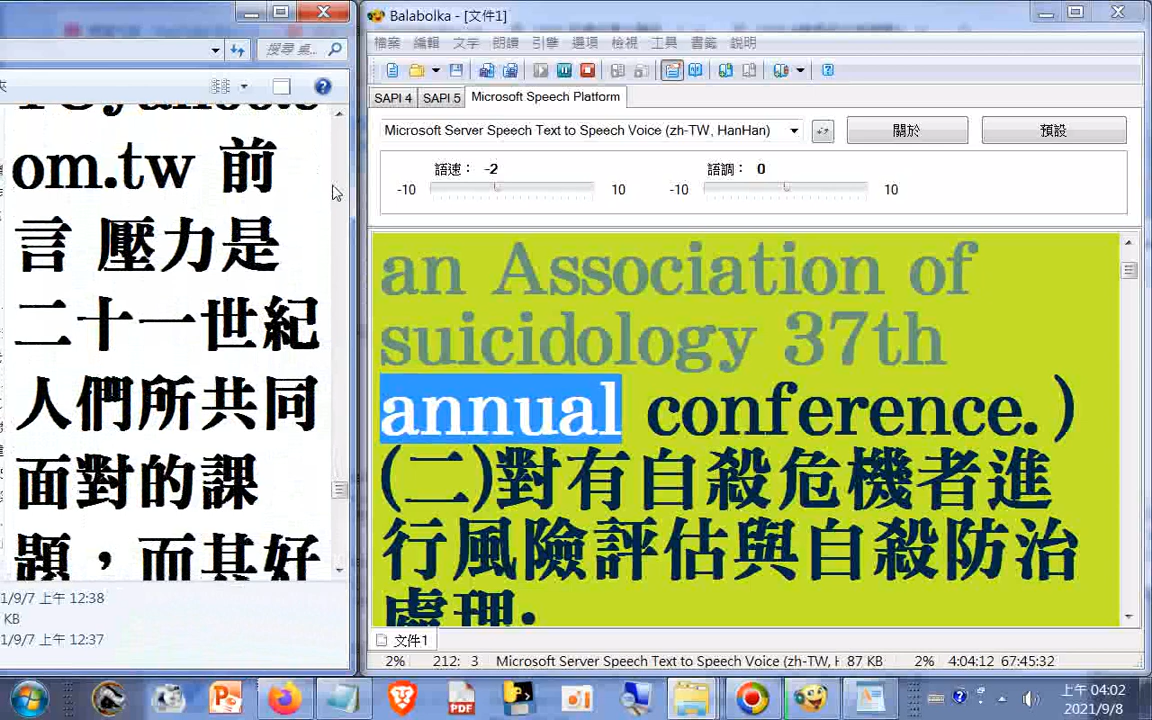 Balabolka - [文件1]
搜尋 桌...
檔案 編輯 文字 朗讀 引擎 選項 檢視 工具 書籤 說明
SAPI 4 SAPI 5 Microsoft Speech Platform
Microsoft Server Speech Text to Speech Voice (zh-TW, HanHan) 關於 預設
語速： -2 語調： 0
-10 10 -10 10
om.tw 前
言 壓力是
二十一世紀
人們所共同
面對的課
題，而其好
1/9/7 上午 12:38
KB
1/9/7 上午 12:37
an Association of
suicidology 37th
annual conference.)
(二)對有自殺危機者進
行風險評估與自殺防治
處理:
文件1
2% 212: 3 Microsoft Server Speech Text to Speech Voice (zh-TW, H 87 KB 2% 4:04:12 67:45:32
PDF
上午 04:02
2021/9/8